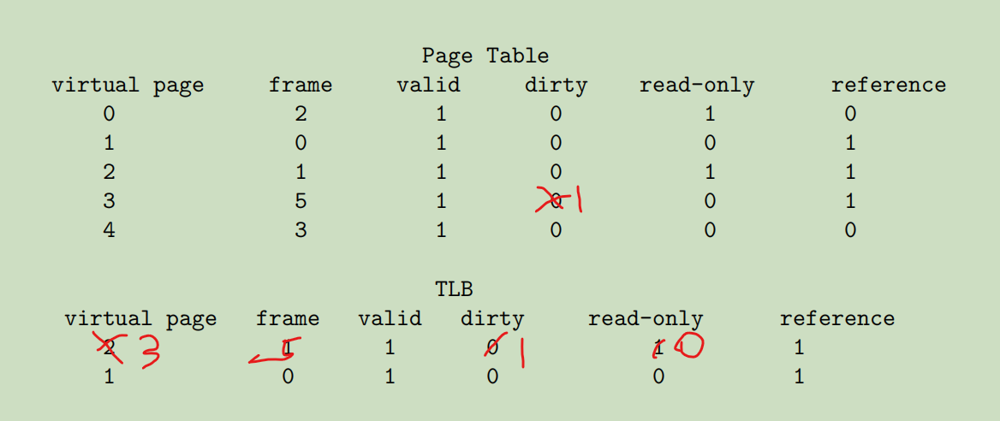 Page Table
virtual page frame valid dirty read-only reference
0 2 1 0 1 0
1 0 1 0 0 1
2 1 1 0 1 1
3 5 1 0 1 0 1
4 3 1 0 0 0
TLB
virtual page frame valid dirty read-only reference
2 3 1 5 1 0 1 1 0 1
1 0 1 0 0 1